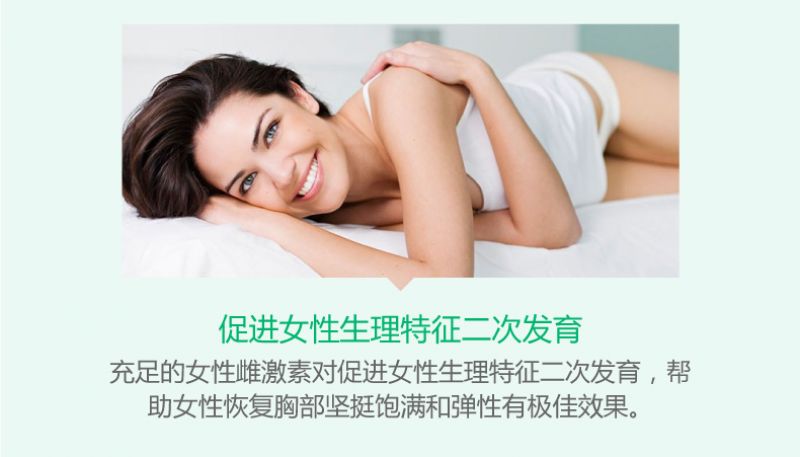 促进女性生理特征二次发育
充足的女性雌激素对促进女性生理特征二次发育，帮
助女性恢复胸部坚挺饱满和弹性有极佳效果。